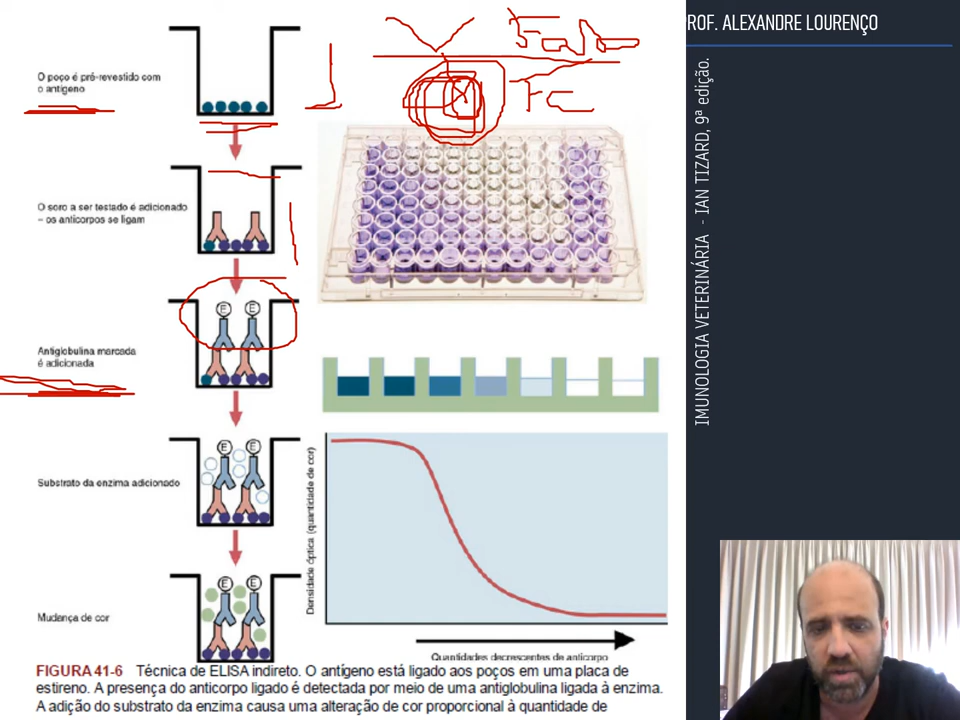 PROF. ALEXANDRE LOURENÇO
IMUNOLOGIA VETERINÁRIA - IAN TIZARD, 9ª edição.
O poço é pré-revestido com
o antígeno
O soro a ser testado é adicionado
– os anticorpos se ligam
E E
Antiglobulina marcada
é adicionada
E E
Substrato da enzima adicionado
E E
Mudança de cor
Densidade óptica (quantidade de cor)
Quantidades decrescentes de anticorpo
FIGURA 41-6 Técnica de ELISA indireto. O antígeno está ligado aos poços em uma placa de
estireno. A presença do anticorpo ligado é detectada por meio de uma antiglobulina ligada à enzima.
A adição do substrato da enzima causa uma alteração de cor proporcional à quantidade de